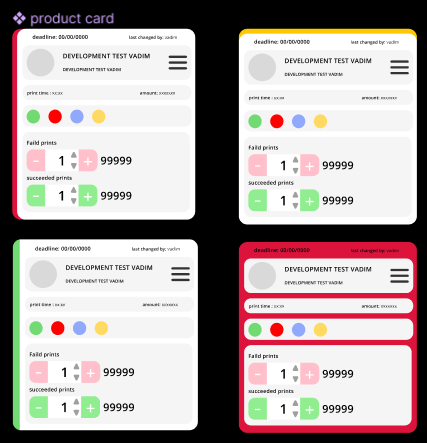 product card
deadline: 00/00/0000 last changed by: vadim
DEVELOPMENT TEST VADIM
DEVELOPMENT TEST VADIM
print time : xx:xx amount: xxxxxxx
Faild prints
- 1 + 99999
succeeded prints
- 1 + 99999
deadline: 00/00/0000 last changed by: vadim
DEVELOPMENT TEST VADIM
DEVELOPMENT TEST VADIM
print time : xx:xx amount: xxxxxxx
Faild prints
- 1 + 99999
succeeded prints
- 1 + 99999
deadline: 00/00/0000 last changed by: vadim
DEVELOPMENT TEST VADIM
DEVELOPMENT TEST VADIM
print time : xx:xx amount: xxxxxxx
Faild prints
- 1 + 99999
succeeded prints
- 1 + 99999
deadline: 00/00/0000 last changed by: vadim
DEVELOPMENT TEST VADIM
DEVELOPMENT TEST VADIM
print time : xx:xx amount: xxxxxxx
Faild prints
- 1 + 99999
succeeded prints
- 1 + 99999